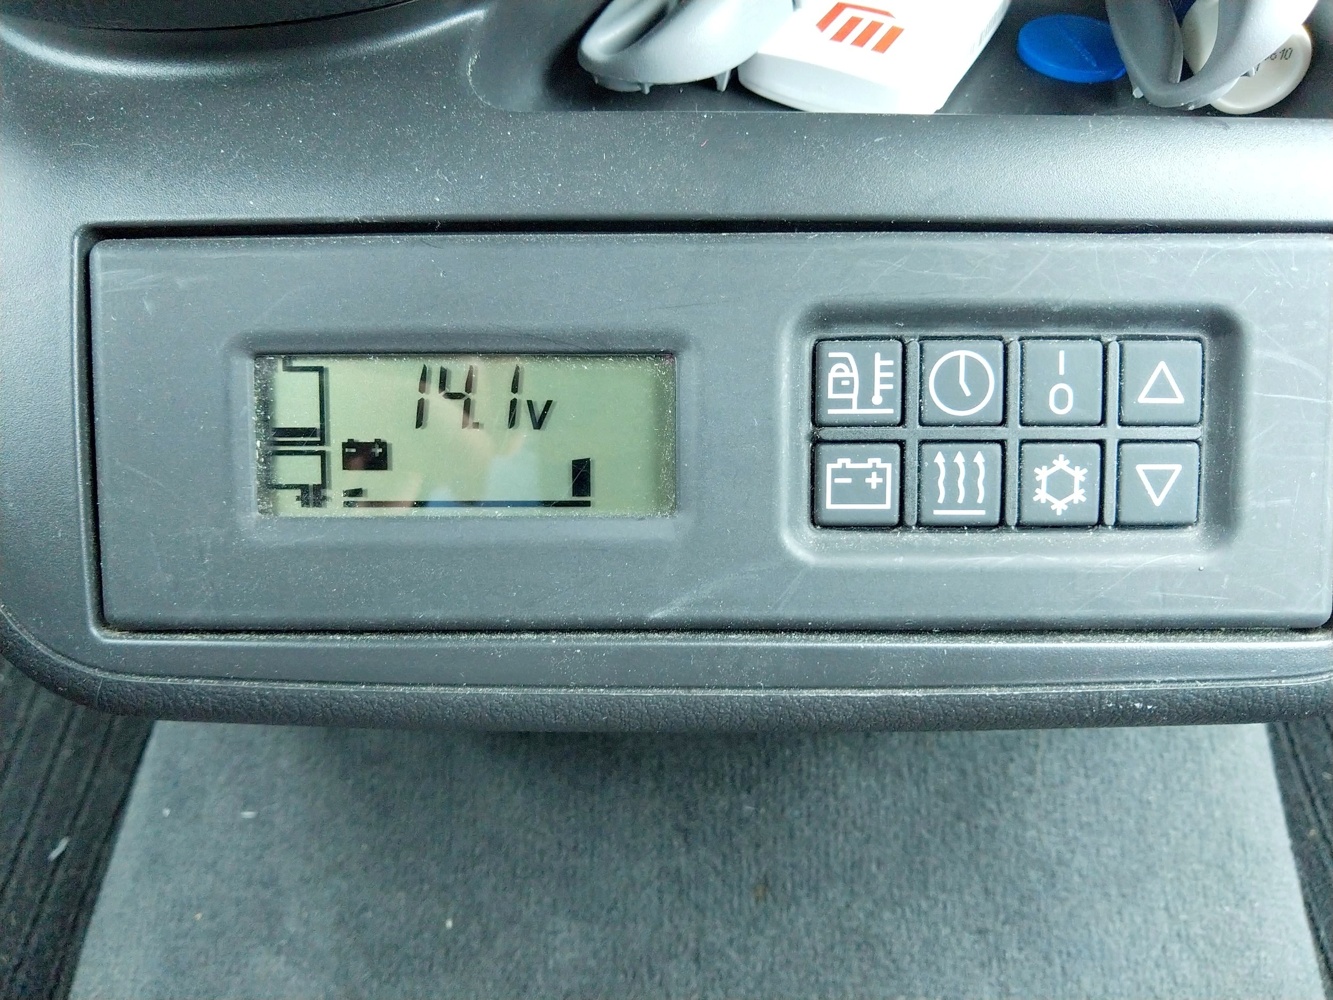 14.1v
I
O
- +